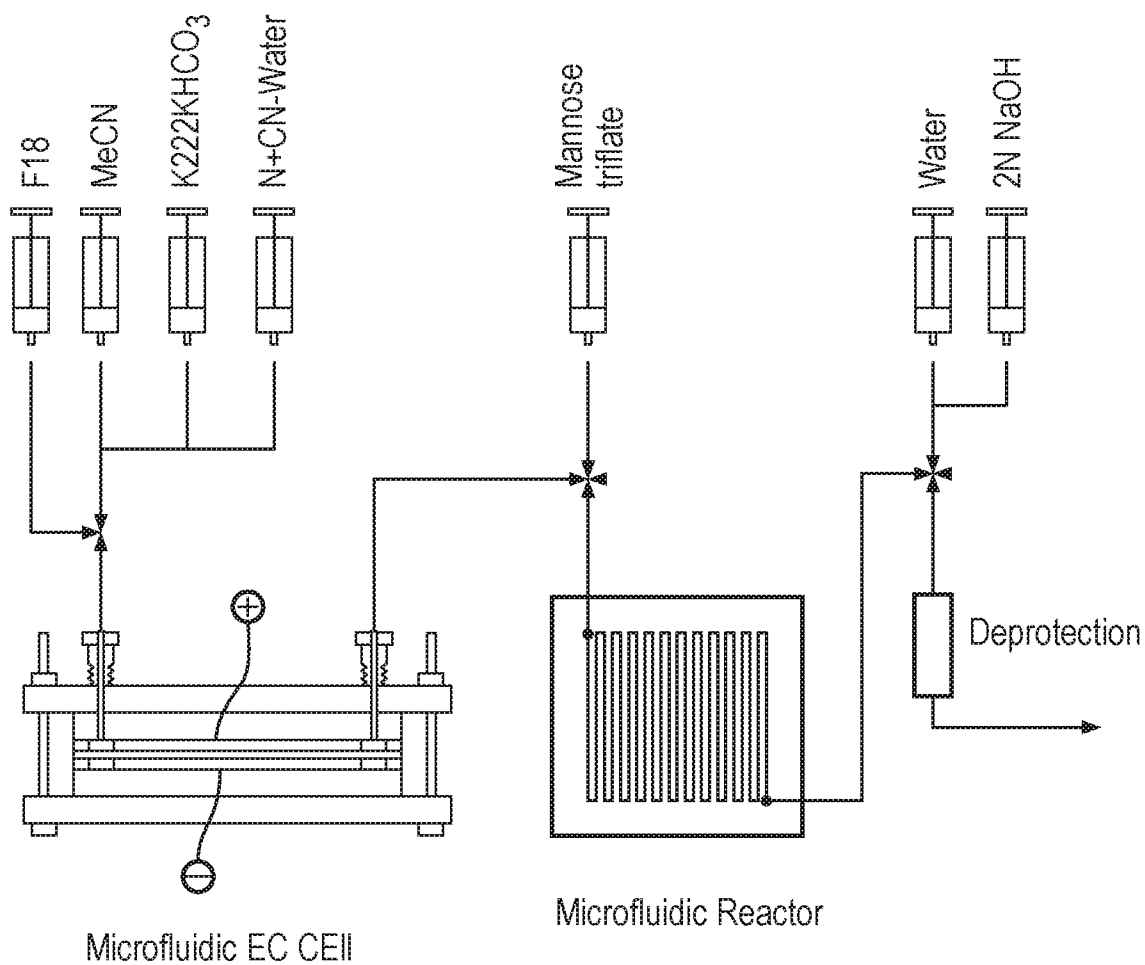 F18
MeCN
K222KHCO₃
N+CN-Water
Mannose
triflate
Water
2N NaOH
+
Deprotection
−
Microfluidic Reactor
Microfluidic EC CEll